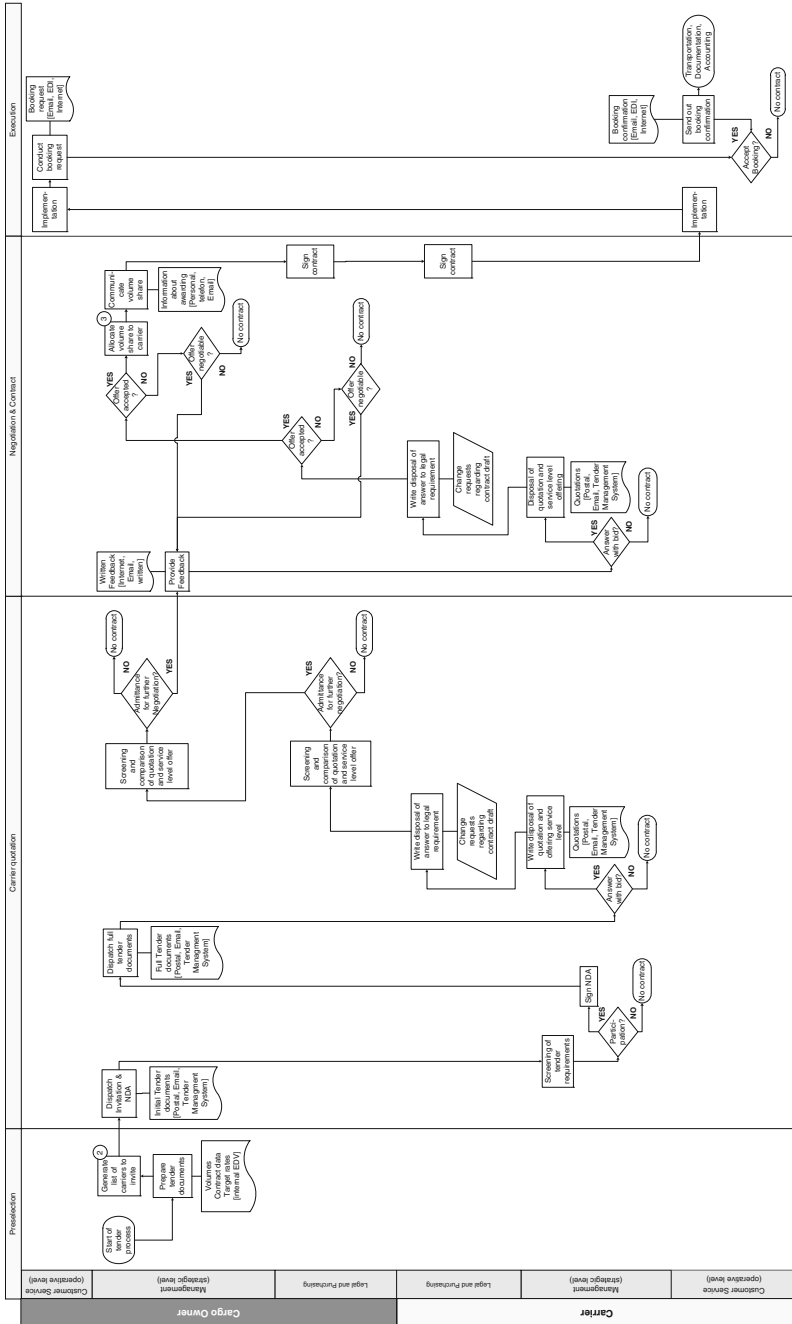 Preselection
Carrier quotation
Negotiation & Contract
Execution
Cargo Owner
Carrier
Customer Service
(operative level)
Management
(strategic level)
Legal and Purchasing
Legal and Purchasing
Management
(strategic level)
Customer Service
(operative level)
Start of
tender
process
Prepare
tender
documents
Volumes
Contract data
Target rates
[internal EDV]
2
Generate
list of
carriers to
invite
Dispatch
Invitation &
NDA
Initial Tender
documents
[Postal, Email,
Tender
Managment
System]
Screening of
tender
requirements
Partici-
pation?
YES
NO
No contract
Sign NDA
Dispatch full
tender
documents
Full Tender
documents
[Postal, Email,
Tender
Managment
System]
Answer
with bid?
YES
NO
No contract
Write disposal of
quotation and
offering service
level
Quotations
[Postal,
Email, Tender
Management
System]
Write disposal of
answer to legal
requirement
Change
requests
regarding
contract draft
Screening
and
comparison
of quotation
and service
level offer
Admittance
for further
negotiation?
YES
NO
No contract
Screening
and
comparison
of quotation
and service
level offer
Admittance
for further
Negotiation?
NO
YES
No contract
Written
Feedback
[Internet,
Email,
written]
Provide
Feedback
Answer
with bid?
YES
NO
No contract
Disposal of
quotation and
service level
offering
Quotations
[Postal,
Email, Tender
Management
System]
Write disposal of
answer to legal
requirement
Change
requests
regarding
contract draft
Offer
accepted
?
YES
NO
Offer
negotiable
?
YES
NO
No contract
Offer
accepted
?
YES
NO
Offer
negotiable
?
YES
NO
No contract
3
Allocate
volume
share to
carrier
Communi-
cate
volume
share
Information
about
awarding
[Personal,
telefon,
Email]
Sign
contract
Sign
contract
Implemen-
tation
Implemen-
tation
Conduct
booking
request
Booking
request
[Email, EDI,
Internet]
Accept
Booking?
YES
NO
No contract
Send out
booking
confirmation
Booking
confirmation
[Email, EDI,
Internet]
Transportation,
Documentation,
Accounting